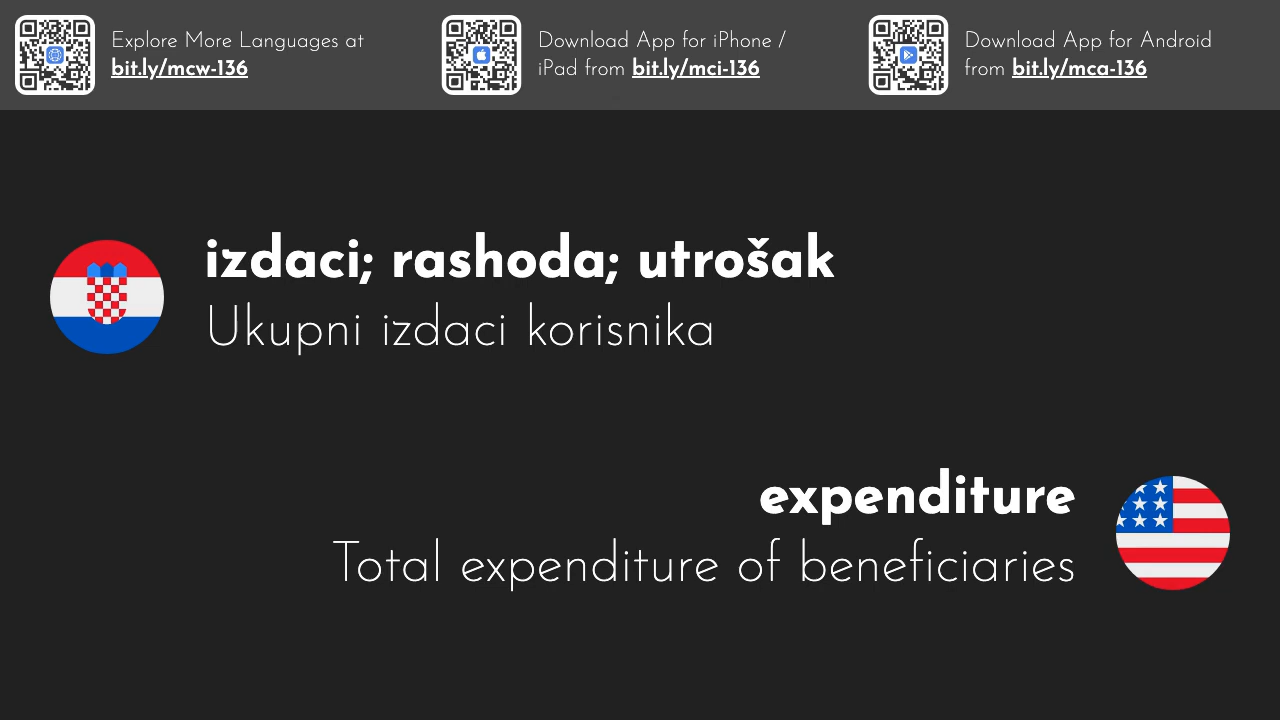 Explore More Languages at
bit.ly/mcw-136
Download App for iPhone /
iPad from bit.ly/mci-136
Download App for Android
from bit.ly/mca-136
izdaci; rashoda; utrošak
Ukupni izdaci korisnika
expenditure
Total expenditure of beneficiaries